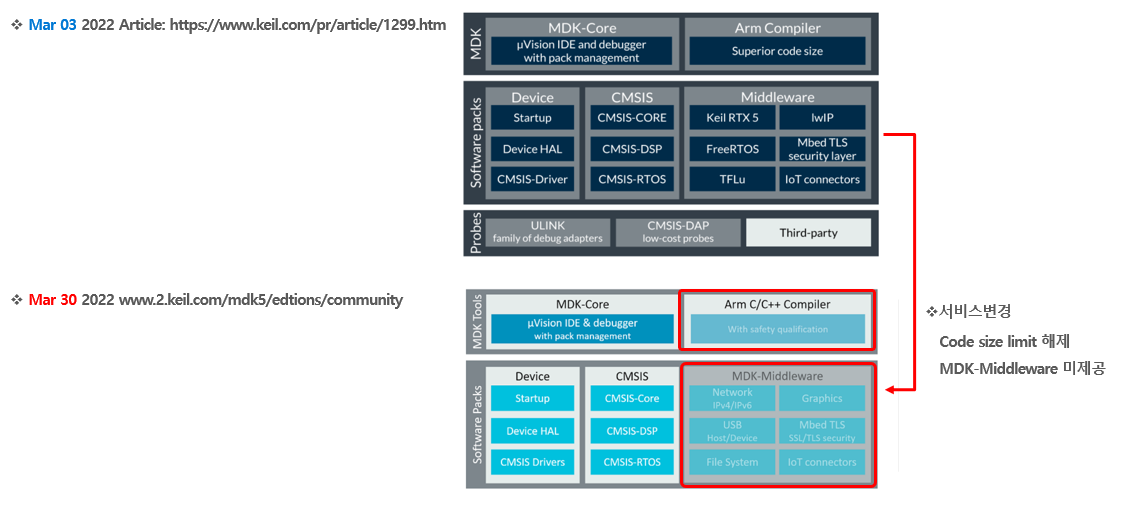 ❖ Mar 03 2022 Article: https://www.keil.com/pr/article/1299.htm
MDK
MDK-Core
µVision IDE and debugger
with pack management
Arm Compiler
Superior code size
Software packs
Device
Startup
Device HAL
CMSIS-Driver
CMSIS
CMSIS-CORE
CMSIS-DSP
CMSIS-RTOS
Middleware
Keil RTX 5
lwIP
FreeRTOS
Mbed TLS
security layer
TFLu
IoT connectors
Probes
ULINK
family of debug adapters
CMSIS-DAP
low-cost probes
Third-party
❖ Mar 30 2022 www.2.keil.com/mdk5/edtions/community
MDK Tools
MDK-Core
µVision IDE & debugger
with pack management
Arm C/C++ Compiler
With safety qualification
Software Packs
Device
Startup
Device HAL
CMSIS Drivers
CMSIS
CMSIS-Core
CMSIS-DSP
CMSIS-RTOS
MDK-Middleware
Network
IPv4/IPv6
Graphics
USB
Host/Device
Mbed TLS
SSL/TLS security
File System
IoT connectors
❖서비스변경
Code size limit 해제
MDK-Middleware 미제공